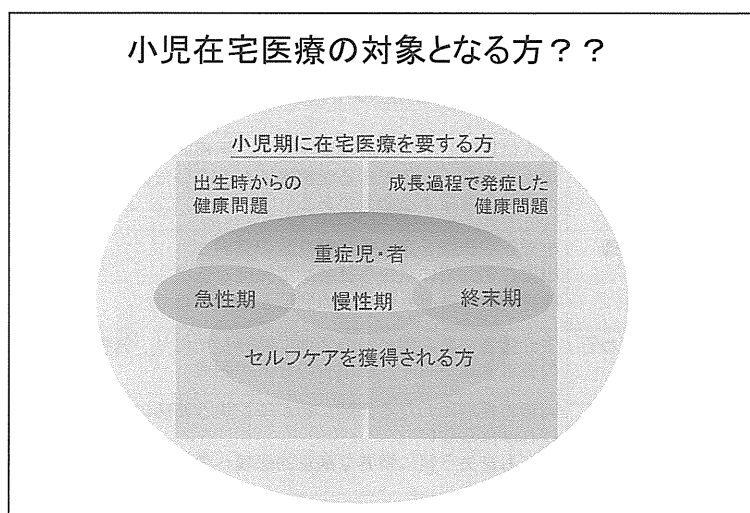 小児在宅医療の対象となる方？？
小児期に在宅医療を要する方
出生時からの
健康問題
成長過程で発症した
健康問題
重症児・者
急性期
慢性期
終末期
セルフケアを獲得される方